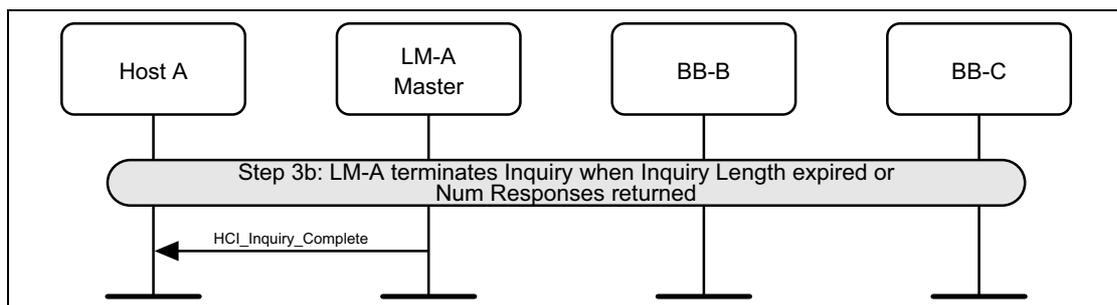 Host A
LM-A
Master
BB-B
BB-C
Step 3b: LM-A terminates Inquiry when Inquiry Length expired or
Num Responses returned
HCI_Inquiry_Complete